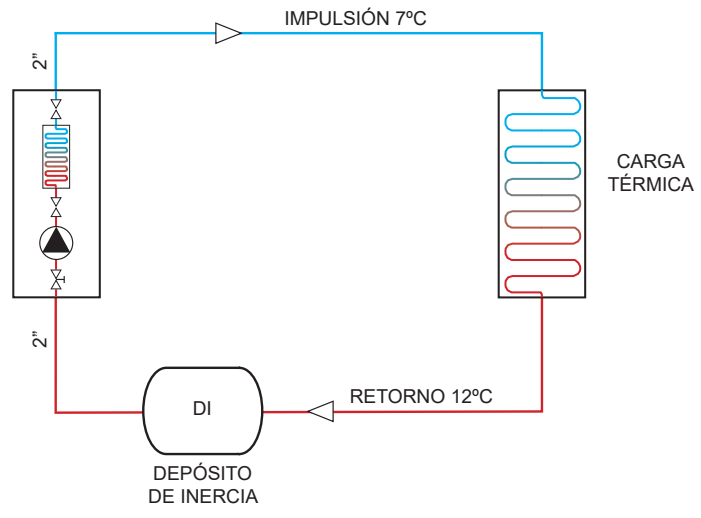 IMPULSIÓN 7ºC
2”
CARGA
TÉRMICA
2”
RETORNO 12ºC
DI
DEPÓSITO
DE INERCIA